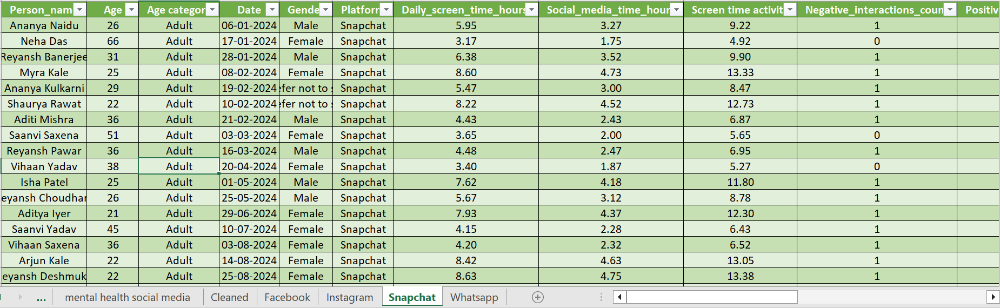 Person_nam Age Age categor Date Gende Platforn Daily_screen_time_hours Social_media_time_hour Screen time activit Negative_interactions_coun Positiv
Ananya Naidu 26 Adult 06-01-2024 Male Snapchat 5.95 3.27 9.22 1
Neha Das 66 Adult 17-01-2024 Female Snapchat 3.17 1.75 4.92 0
Reyansh Banerjee 31 Adult 28-01-2024 Male Snapchat 6.38 3.52 9.90 1
Myra Kale 25 Adult 08-02-2024 Female Snapchat 8.60 4.73 13.33 1
Ananya Kulkarni 29 Adult 19-02-2024 efer not to s Snapchat 5.47 3.00 8.47 1
Shaurya Rawat 22 Adult 10-02-2024 efer not to s Snapchat 8.22 4.52 12.73 1
Aditi Mishra 36 Adult 21-02-2024 Male Snapchat 4.43 2.43 6.87 1
Saanvi Saxena 51 Adult 03-03-2024 Female Snapchat 3.65 2.00 5.65 0
Reyansh Pawar 36 Adult 16-03-2024 Male Snapchat 4.48 2.47 6.95 1
Vihaan Yadav 38 Adult 20-04-2024 Female Snapchat 3.40 1.87 5.27 0
Isha Patel 25 Adult 01-05-2024 Male Snapchat 7.62 4.18 11.80 1
eyansh Choudhar 26 Adult 25-05-2024 Male Snapchat 5.67 3.12 8.78 1
Aditya Iyer 21 Adult 29-06-2024 Female Snapchat 7.93 4.37 12.30 1
Saanvi Yadav 45 Adult 10-07-2024 Female Snapchat 4.15 2.28 6.43 1
Vihaan Saxena 36 Adult 03-08-2024 Female Snapchat 4.20 2.32 6.52 1
Arjun Kale 22 Adult 14-08-2024 Female Snapchat 8.42 4.63 13.05 1
eyansh Deshmuk 22 Adult 25-08-2024 Female Snapchat 8.63 4.75 13.38 1
... mental health social media Cleaned Facebook Instagram Snapchat Whatsapp